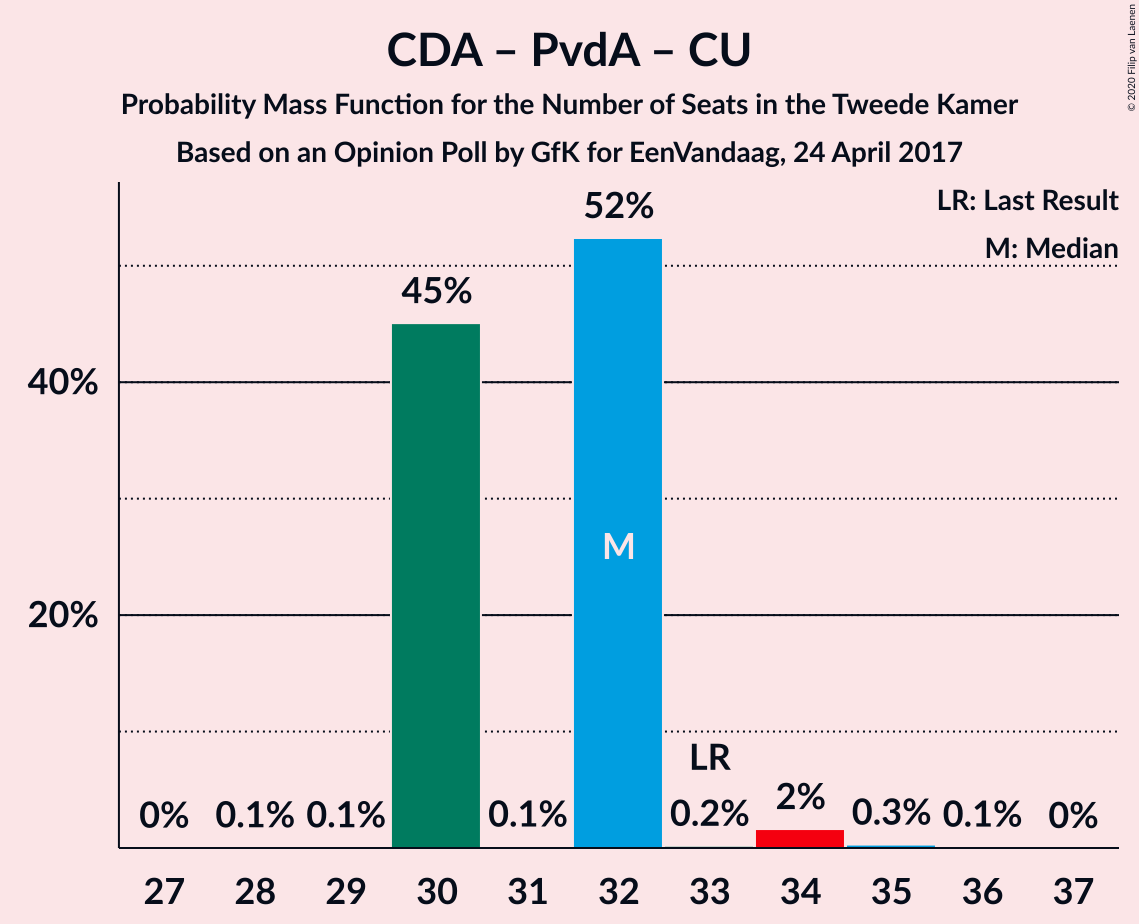 CDA – PvdA – CU
Probability Mass Function for the Number of Seats in the Tweede Kamer
Based on an Opinion Poll by GfK for EenVandaag, 24 April 2017
© 2020 Filip van Laenen
LR: Last Result
M: Median
52%
45%
40%
M
20%
LR
0% 0.1% 0.1% 0.1% 0.2% 2% 0.3% 0.1% 0%
27 28 29 30 31 32 33 34 35 36 37